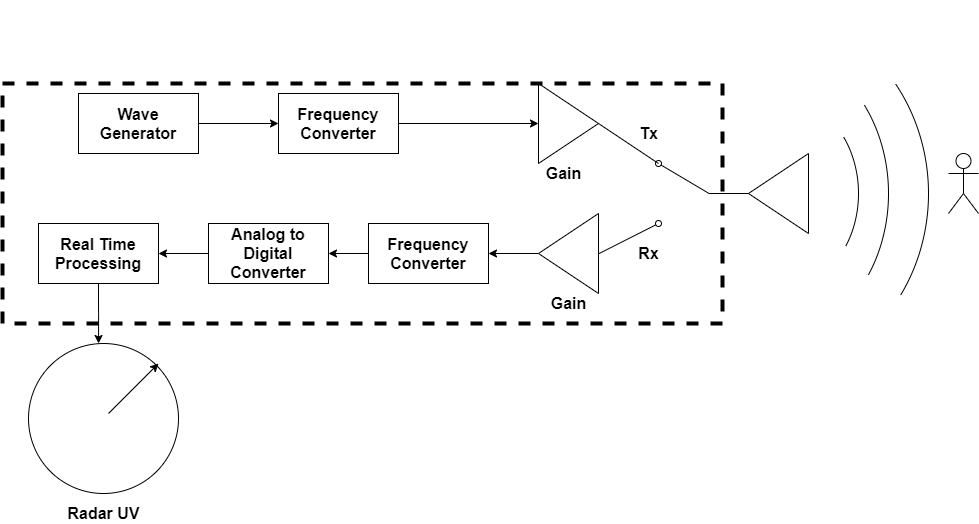 Wave
Generator
Frequency
Converter
Tx
Gain
Real Time
Processing
Analog to
Digital
Converter
Frequency
Converter
Rx
Gain
Radar UV